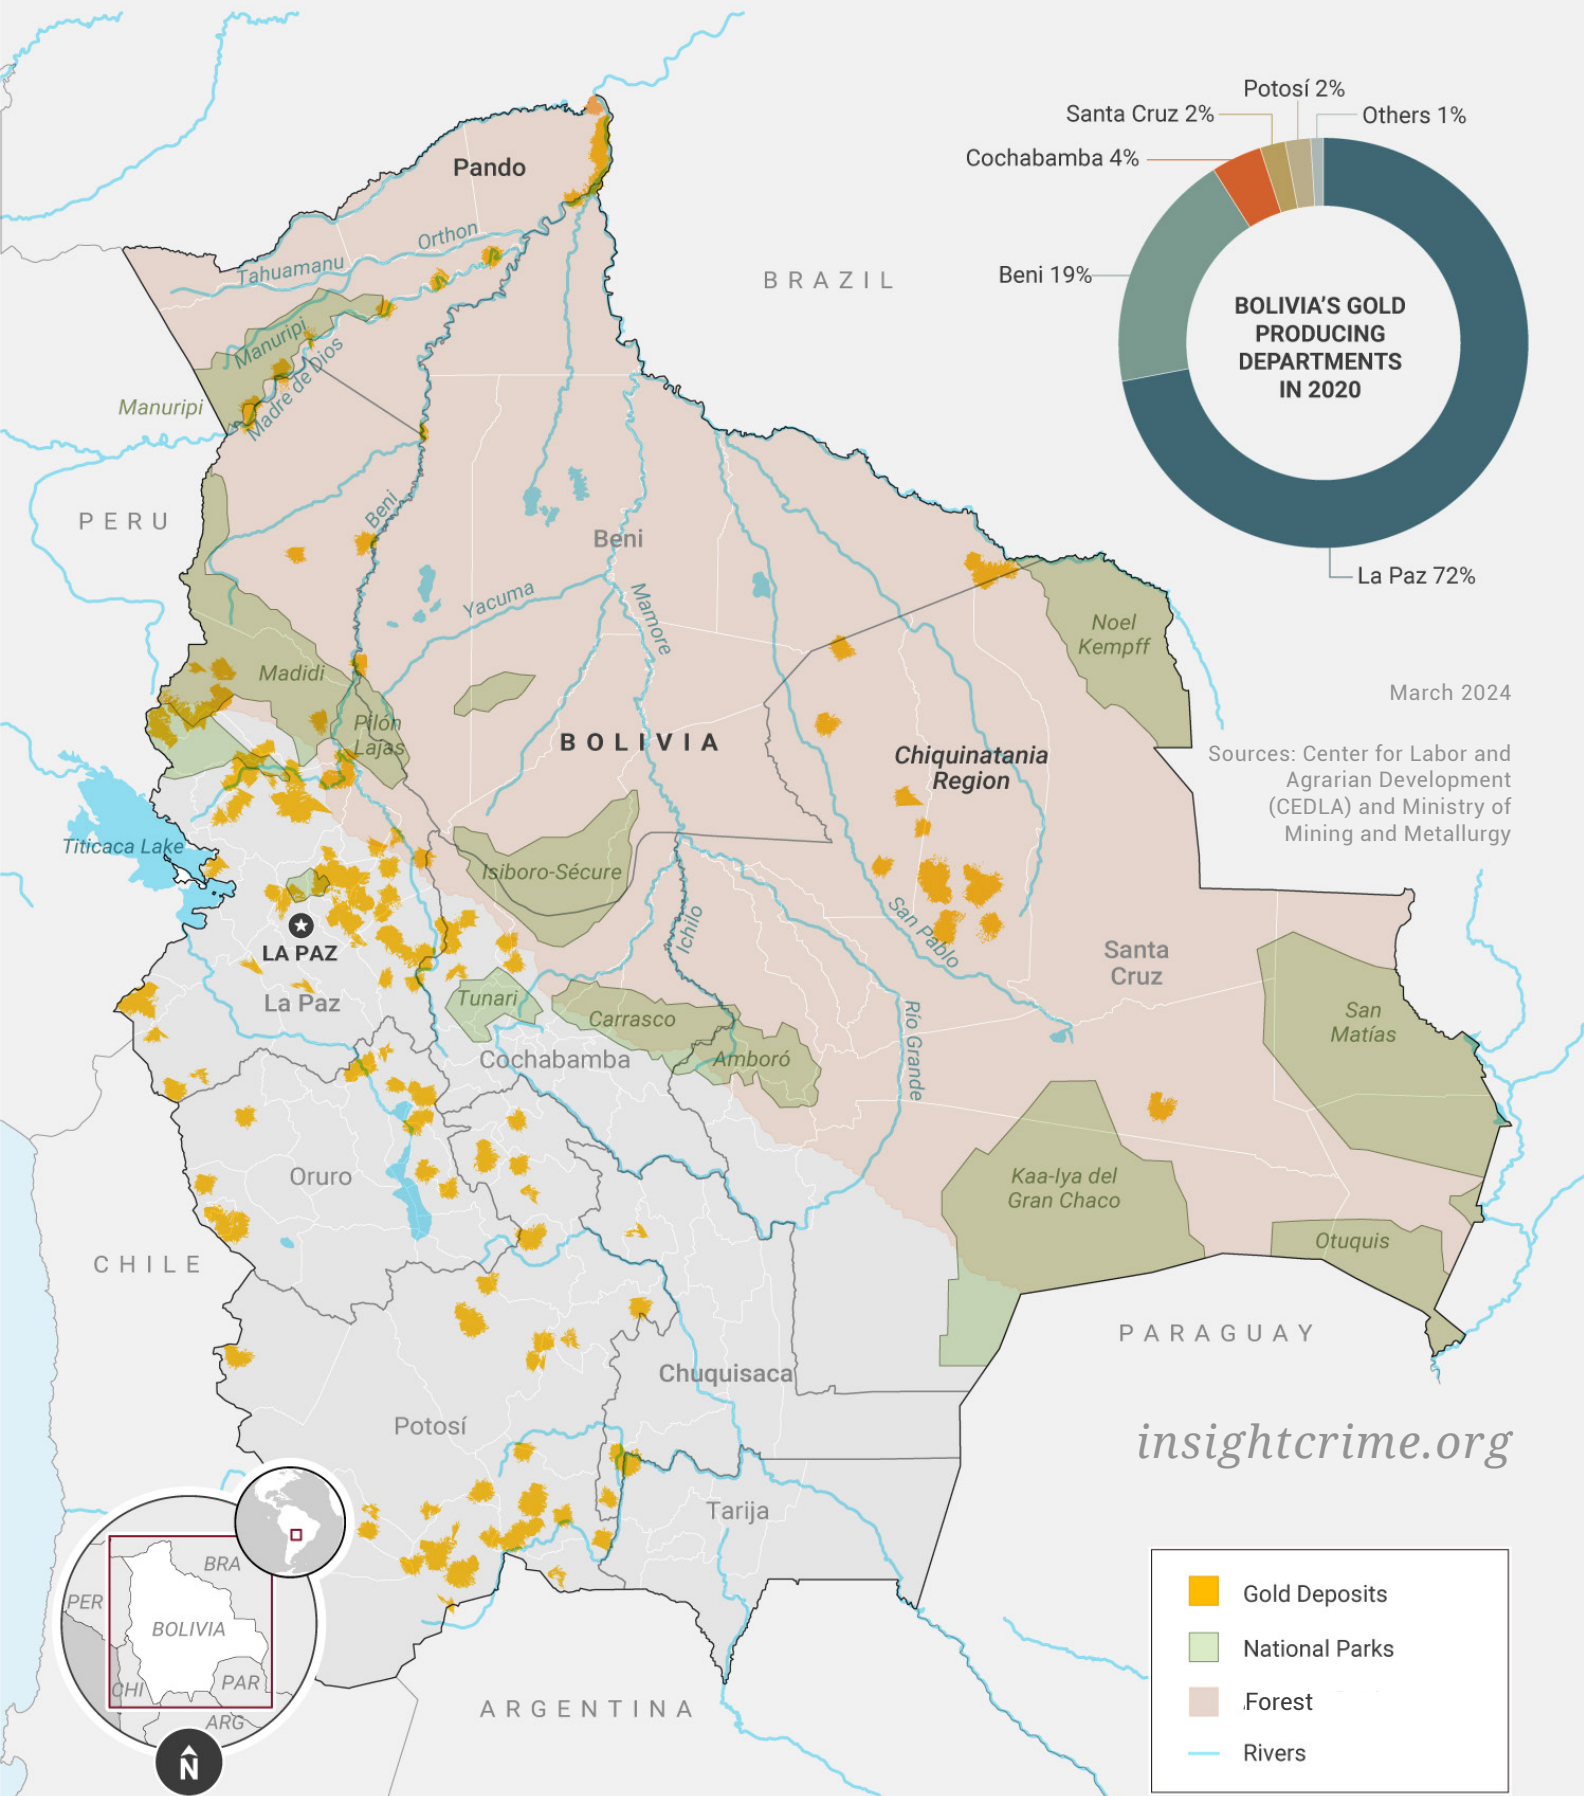 Potosí 2%
Santa Cruz 2%
Others 1%
Cochabamba 4%
Beni 19%
BOLIVIA'S GOLD
PRODUCING
DEPARTMENTS
IN 2020
La Paz 72%
March 2024
Sources: Center for Labor and
Agrarian Development
(CEDLA) and Ministry of
Mining and Metallurgy
Pando
Orthon
Tahuamanu
BRAZIL
Manuripi
Madre de Dios
Manuripi
PERU
Beni
Beni
Yacuma
Mamore
Noel
Kempff
Madidi
Pilón
Lajas
BOLIVIA
Chiquinatania
Region
Titicaca Lake
Isiboro-Sécure
San Pablo
Ichilo
LA PAZ
La Paz
Santa
Cruz
Tunari
Carrasco
San
Matías
Río Grande
Cochabamba
Amboró
Oruro
Kaa-Iya del
Gran Chaco
Otuquis
CHILE
PARAGUAY
Chuquisaca
Potosí
insightcrime.org
Tarija
BRA
PER
BOLIVIA
PAR
CHI
ARG
N
ARGENTINA
Gold Deposits
National Parks
Forest
Rivers